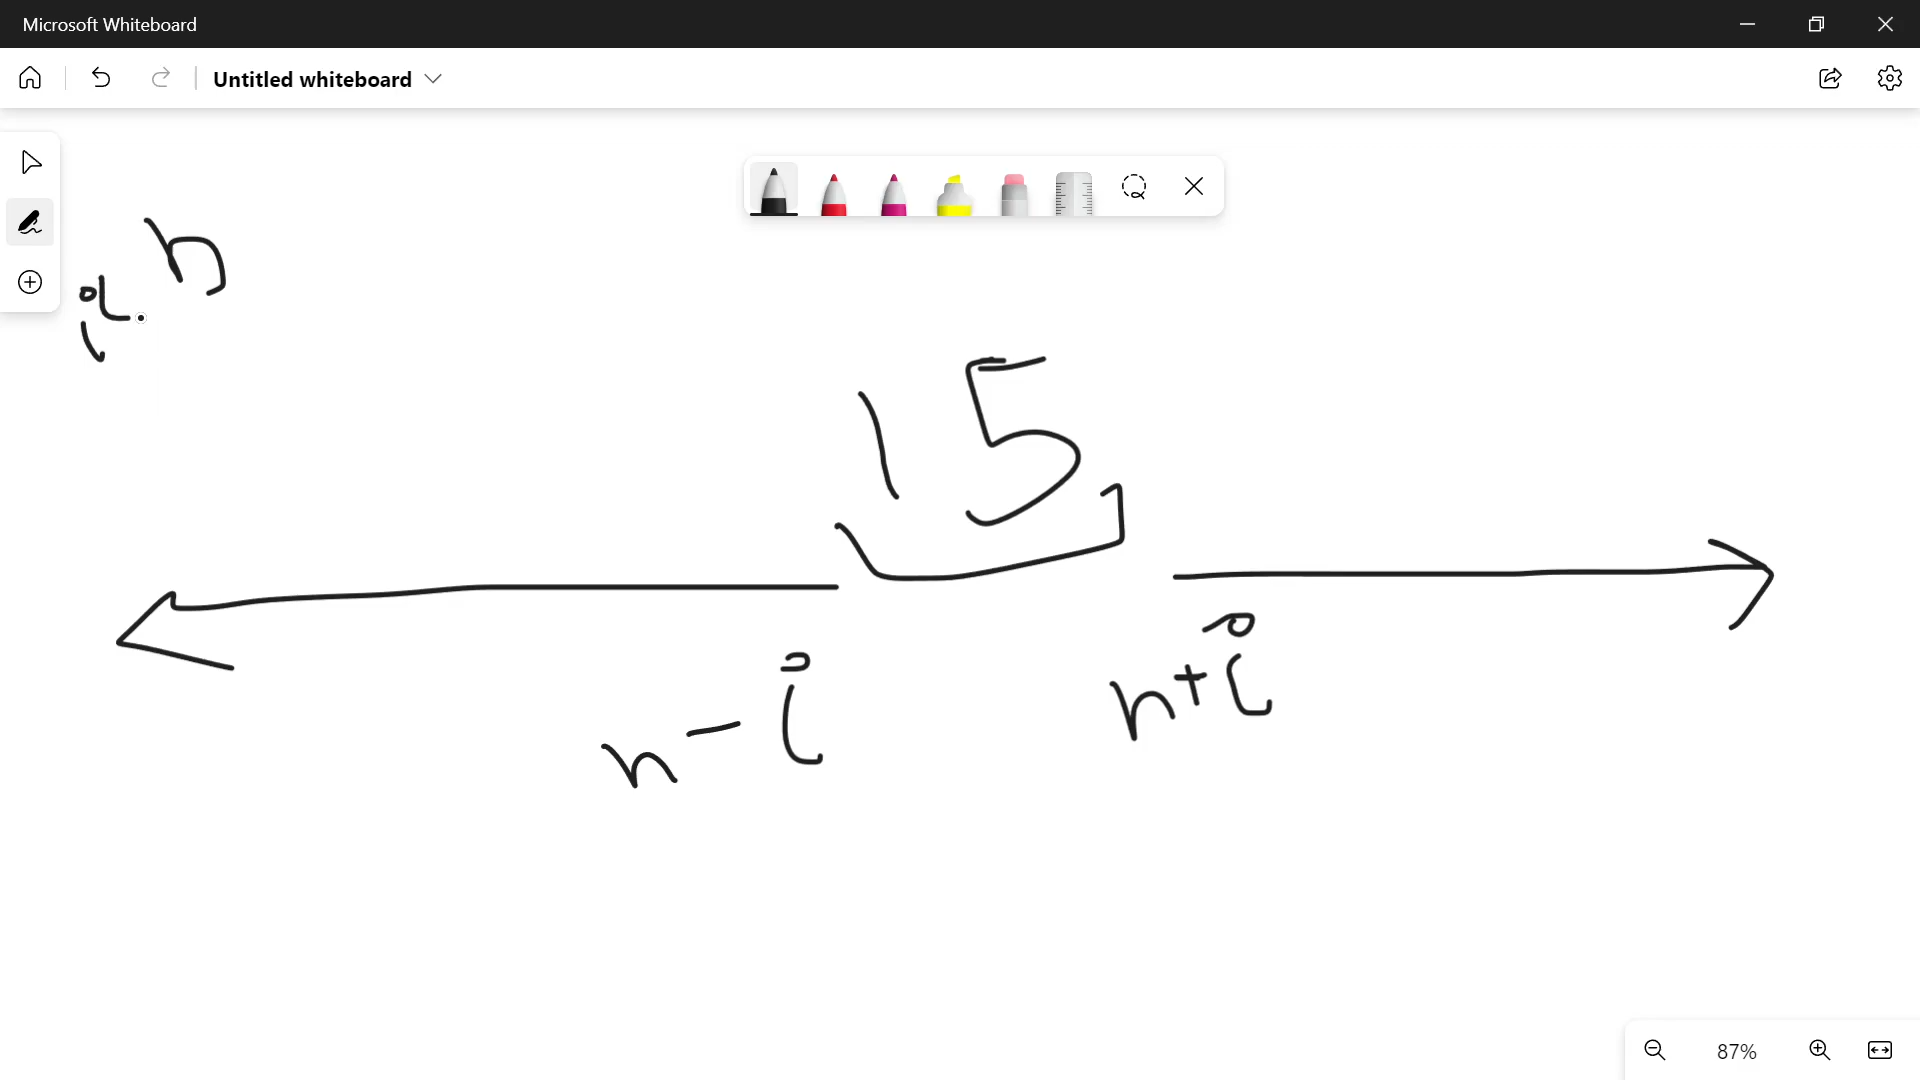 Microsoft Whiteboard
Untitled whiteboard
n
i
15
n - i
n + i
87%